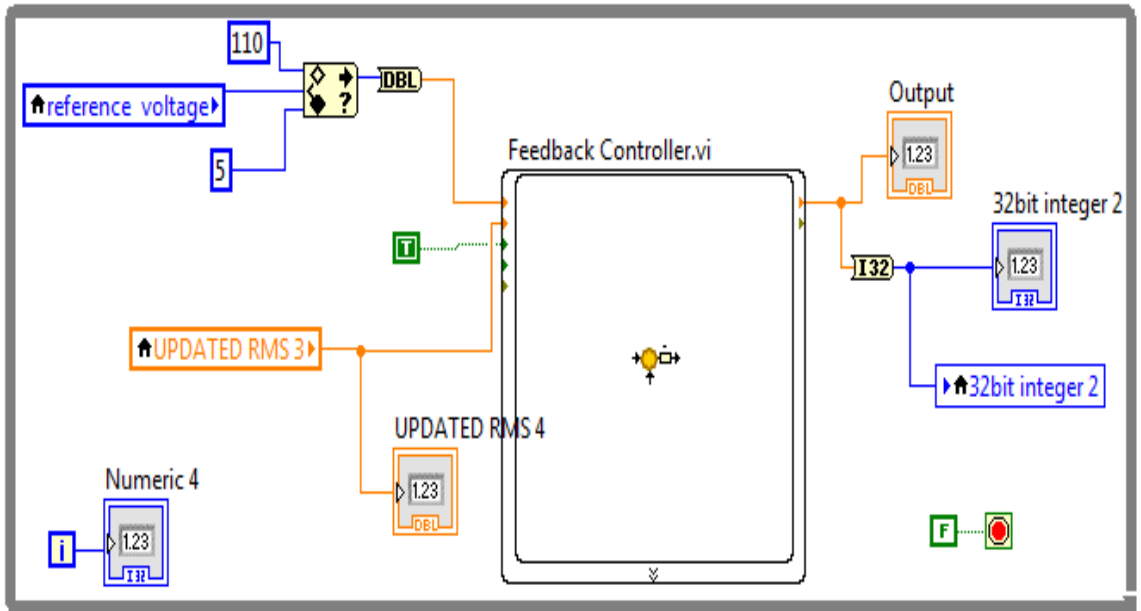 110
DBL
reference voltage
?
5
Feedback Controller.vi
Output
1.23
DBL
T
32bit integer 2
1.23
I32
I32
UPDATED RMS 3
32bit integer 2
UPDATED RMS 4
1.23
DBL
Numeric 4
i
1.23
I32
F